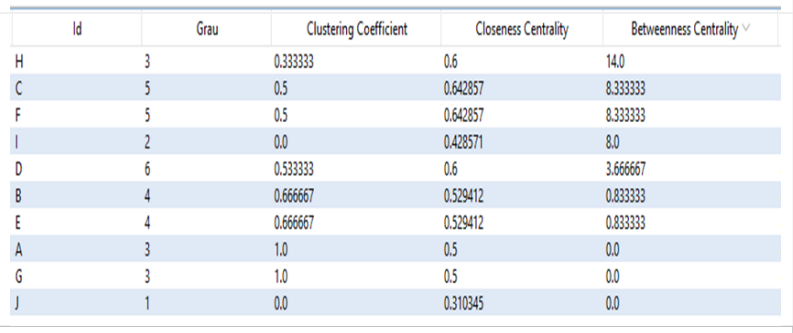 Id Grau Clustering Coefficient Closeness Centrality Betweenness Centrality
H 3 0.333333 0.6 14.0
C 5 0.5 0.642857 8.333333
F 5 0.5 0.642857 8.333333
I 2 0.0 0.428571 8.0
D 6 0.533333 0.6 3.666667
B 4 0.666667 0.529412 0.833333
E 4 0.666667 0.529412 0.833333
A 3 1.0 0.5 0.0
G 3 1.0 0.5 0.0
J 1 0.0 0.310345 0.0